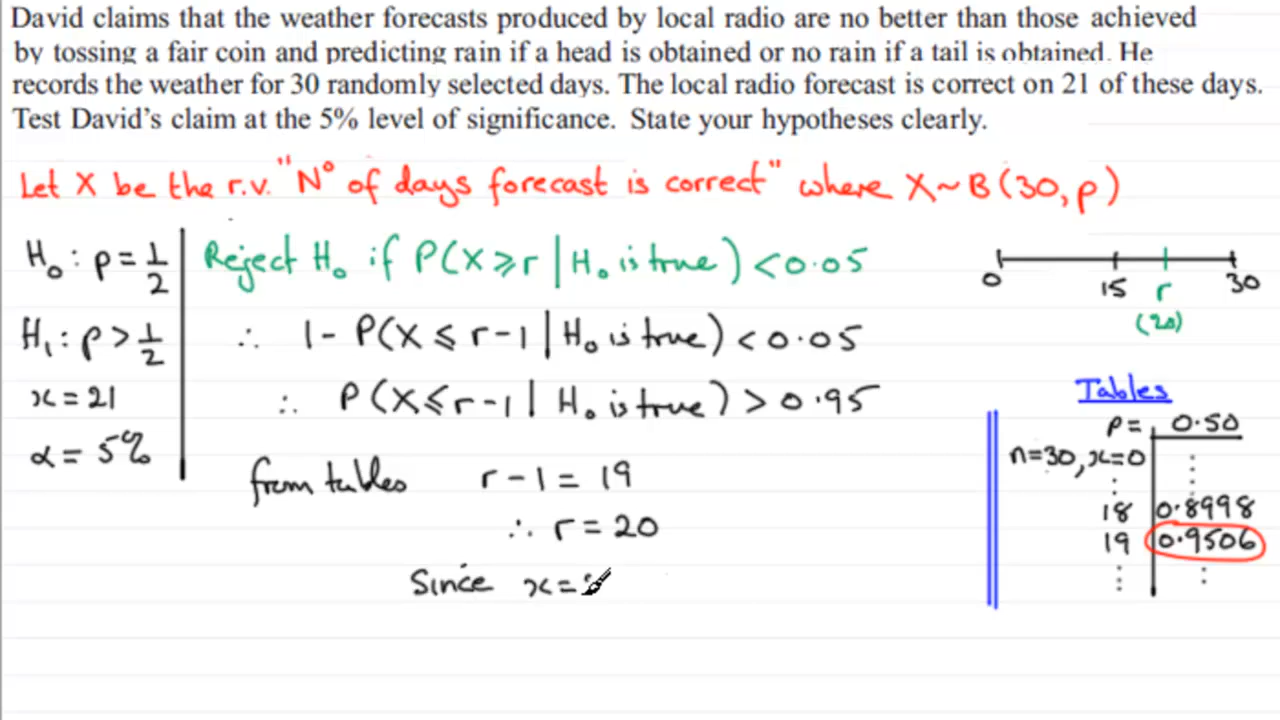 David claims that the weather forecasts produced by local radio are no better than those achieved
by tossing a fair coin and predicting rain if a head is obtained or no rain if a tail is obtained. He
records the weather for 30 randomly selected days. The local radio forecast is correct on 21 of these days.
Test David's claim at the 5% level of significance. State your hypotheses clearly.
Let X be the r.v. "N° of days forecast is correct" where X~B(30, p)
H₀ : p = 1/2
H₁ : p > 1/2
x = 21
α = 5%
Reject H₀ if P(X ⩾ r | H₀ is true) < 0.05
∴ 1 - P(X ⩽ r - 1 | H₀ is true) < 0.05
∴ P(X ⩽ r - 1 | H₀ is true) > 0.95
from tables r - 1 = 19
∴ r = 20
Since x =
0 15 r 30
(20)
Tables
p = 0.50
n=30, x=0 ⋮
⋮
18 0.8998
19 0.9506
⋮ ⋮